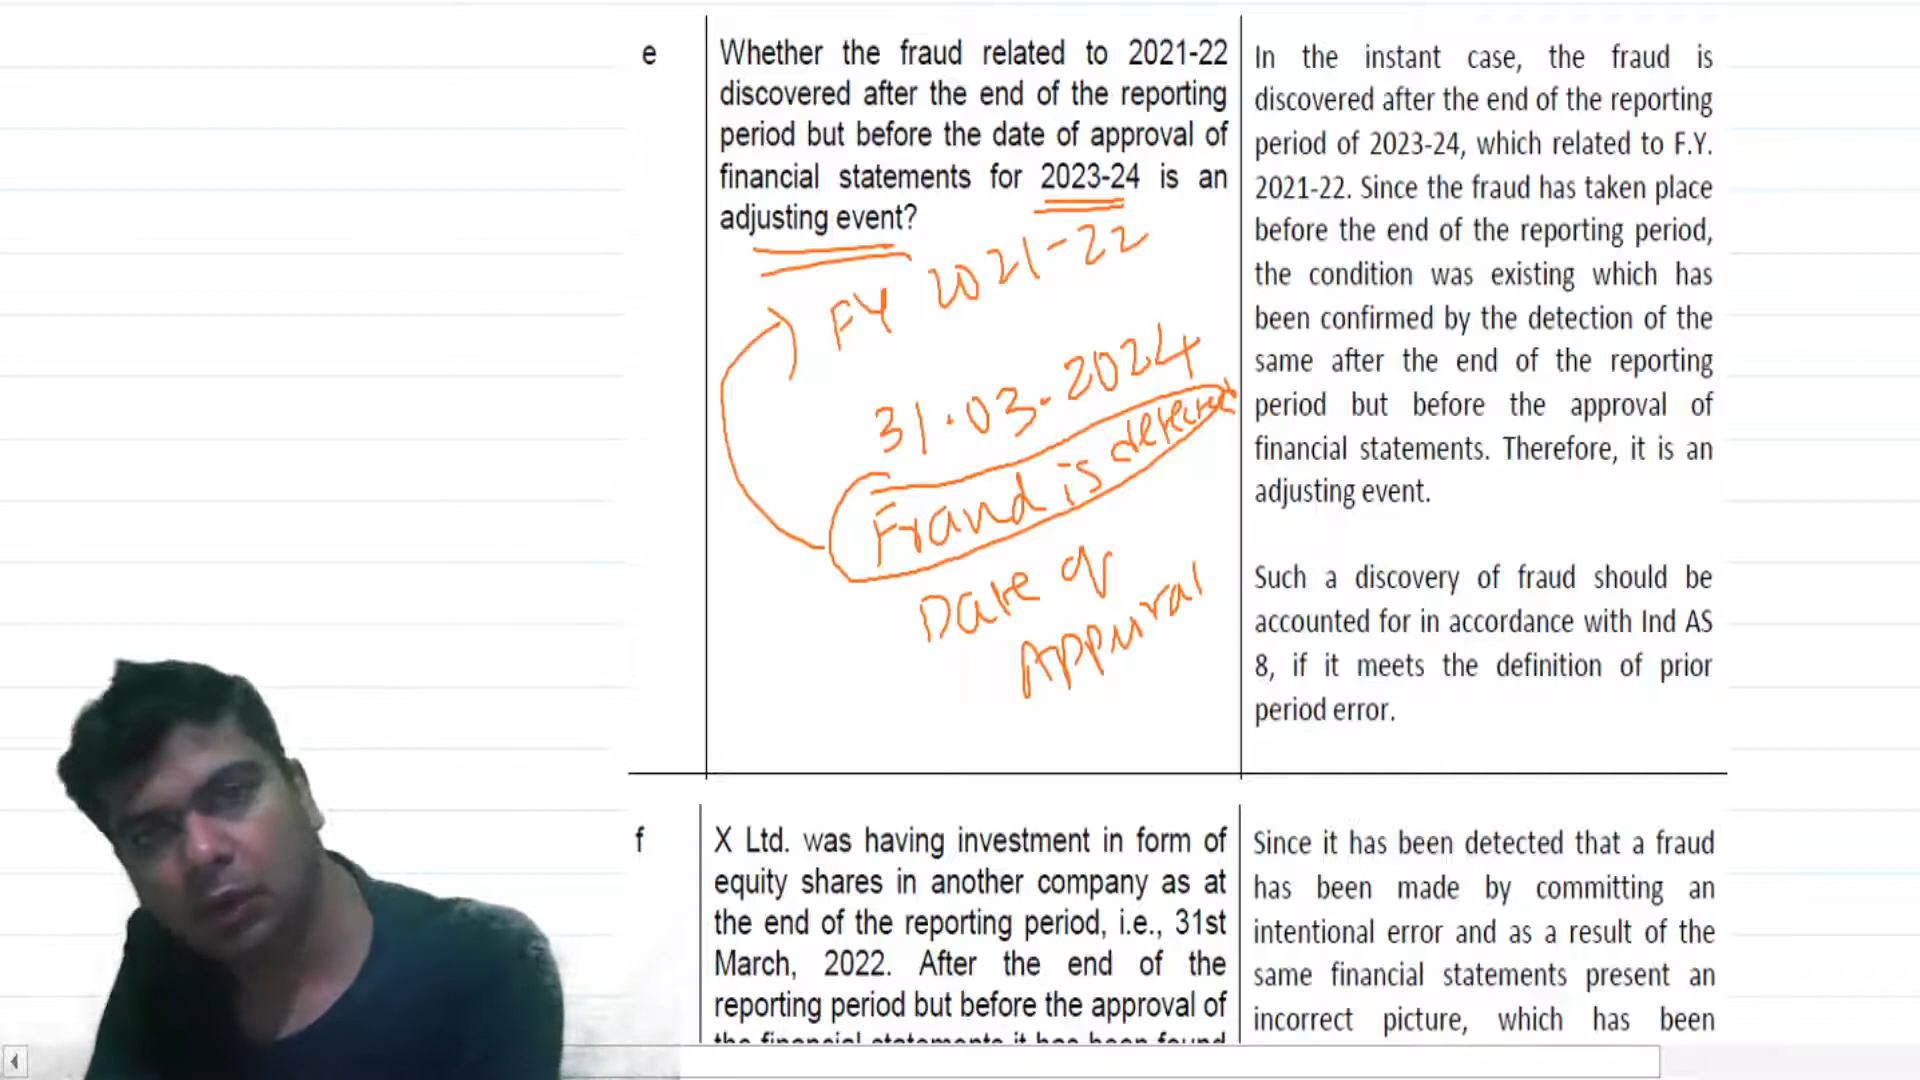 e
Whether the fraud related to 2021-22
discovered after the end of the reporting
period but before the date of approval of
financial statements for 2023-24 is an
adjusting event?
FY 2021-22
31.03.2024
Fraud is detected
Date of
Approval
In the instant case, the fraud is
discovered after the end of the reporting
period of 2023-24, which related to F.Y.
2021-22. Since the fraud has taken place
before the end of the reporting period,
the condition was existing which has
been confirmed by the detection of the
same after the end of the reporting
period but before the approval of
financial statements. Therefore, it is an
adjusting event.
Such a discovery of fraud should be
accounted for in accordance with Ind AS
8, if it meets the definition of prior
period error.
f
X Ltd. was having investment in form of
equity shares in another company as at
the end of the reporting period, i.e., 31st
March, 2022. After the end of the
reporting period but before the approval of
the financial statements it has been found
Since it has been detected that a fraud
has been made by committing an
intentional error and as a result of the
same financial statements present an
incorrect picture, which has been